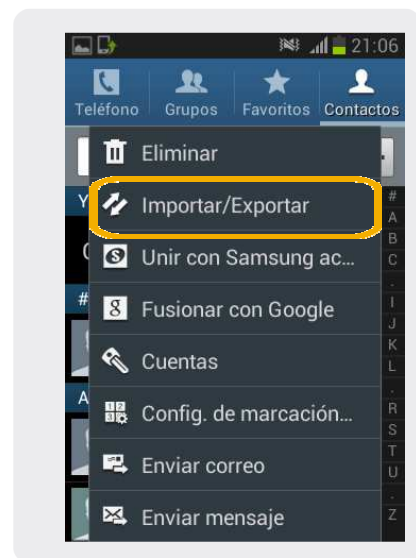 21:06
Teléfono Grupos Favoritos Contactos
Eliminar
Importar/Exportar
Unir con Samsung ac...
Fusionar con Google
Cuentas
Config. de marcación...
Enviar correo
Enviar mensaje
Y
#
A
#
A
B
C
.
I
J
K
L
.
R
S
T
U
.
Z